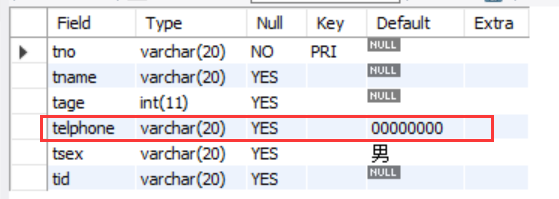 Field Type Null Key Default Extra
tno varchar(20) NO PRI NULL
tname varchar(20) YES NULL
tage int(11) YES NULL
telphone varchar(20) YES 00000000
tsex varchar(20) YES 男
tid varchar(20) YES NULL